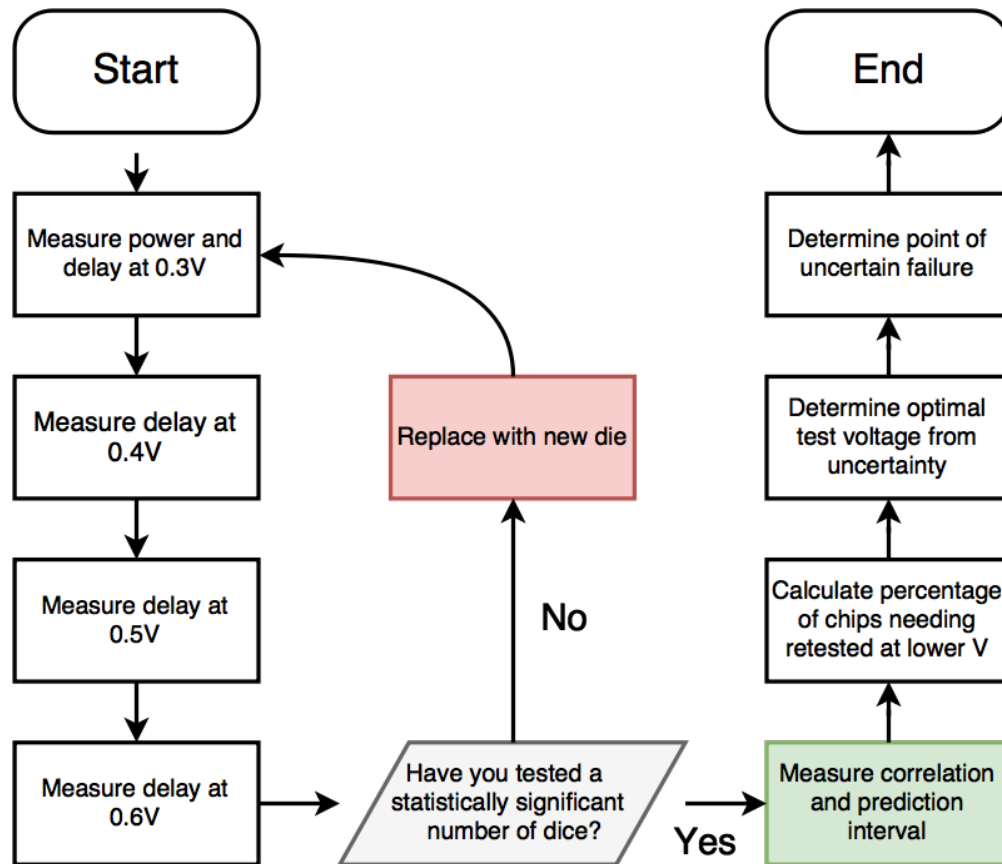 Start
Measure power and
delay at 0.3V
Measure delay at
0.4V
Measure delay at
0.5V
Measure delay at
0.6V
Have you tested a
statistically significant
number of dice?
No
Replace with new die
Yes
Measure correlation
and prediction
interval
Calculate percentage
of chips needing
retested at lower V
Determine optimal
test voltage from
uncertainty
Determine point of
uncertain failure
End